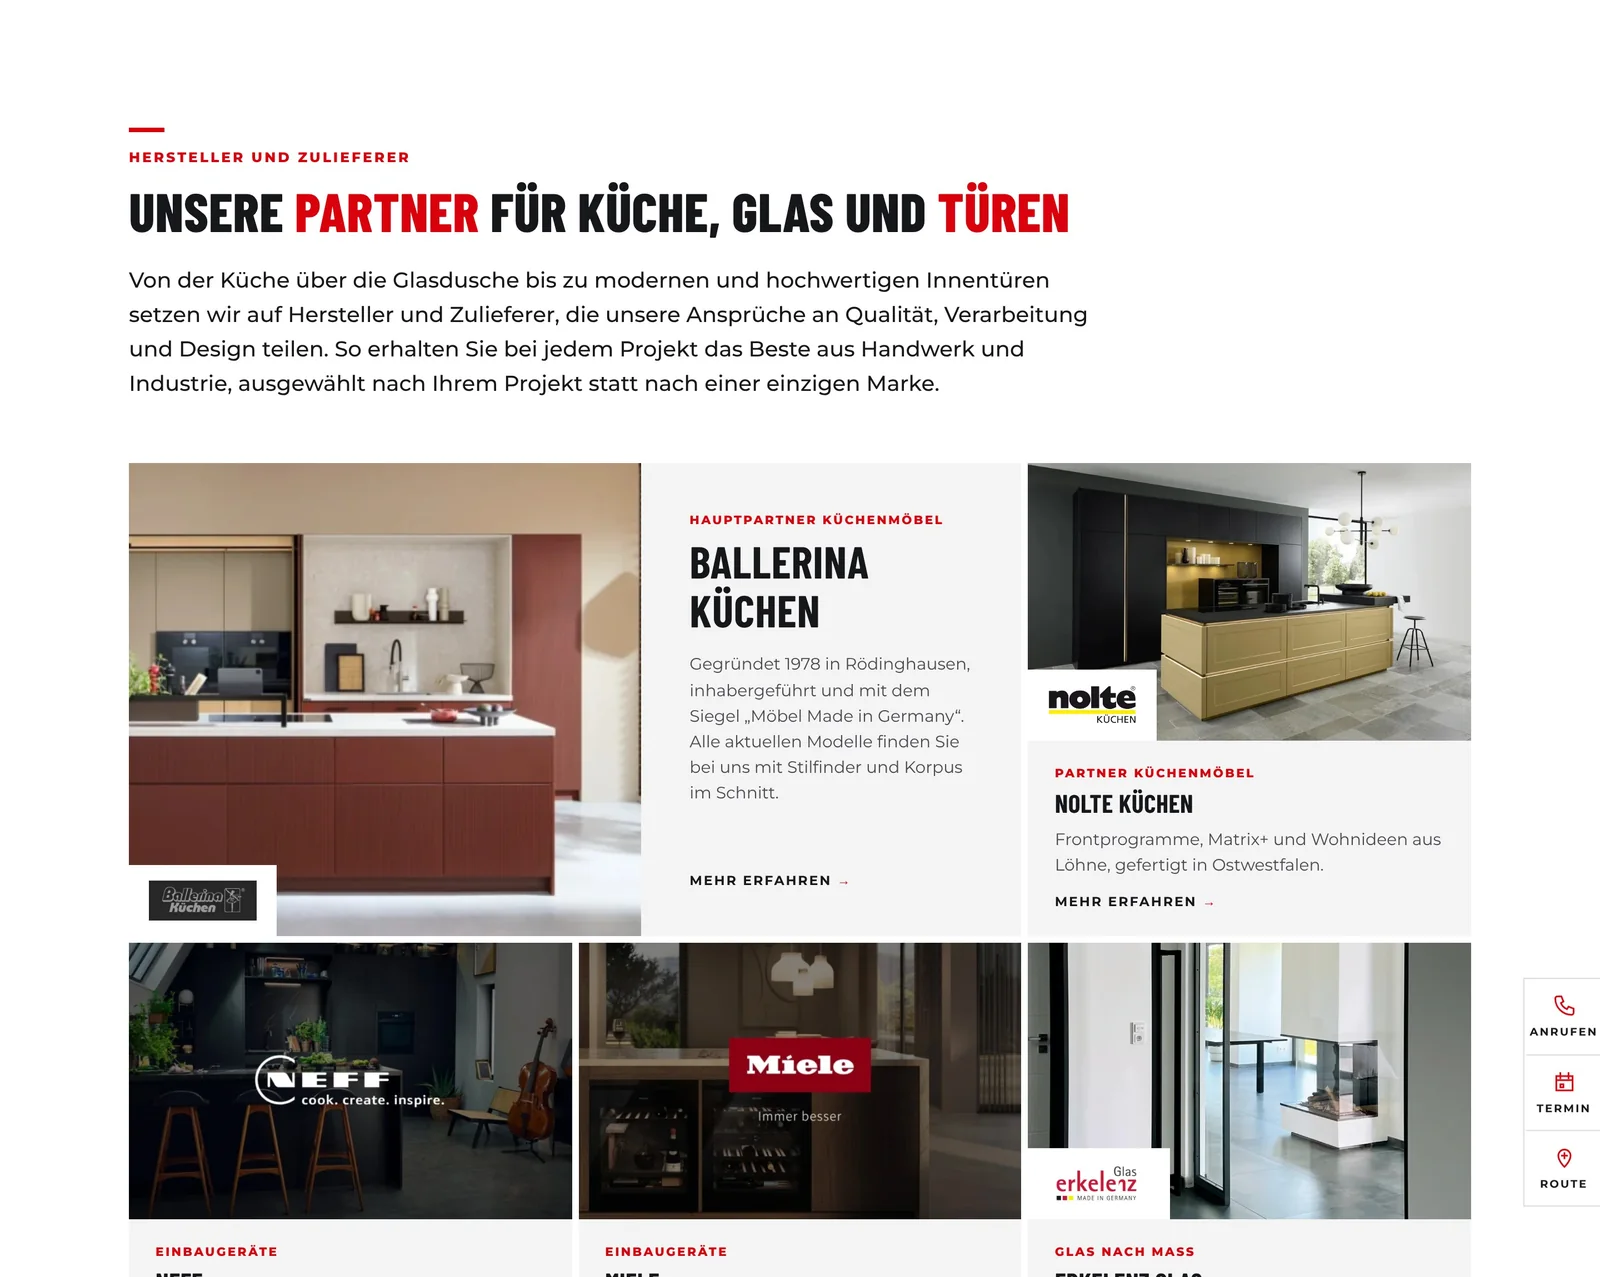 HERSTELLER UND ZULIEFERER
UNSERE PARTNER FÜR KÜCHE, GLAS UND TÜREN
Von der Küche über die Glasdusche bis zu modernen und hochwertigen Innentüren
setzen wir auf Hersteller und Zulieferer, die unsere Ansprüche an Qualität, Verarbeitung
und Design teilen. So erhalten Sie bei jedem Projekt das Beste aus Handwerk und
Industrie, ausgewählt nach Ihrem Projekt statt nach einer einzigen Marke.
Ballerina
Küchen
HAUPTPARTNER KÜCHENMÖBEL
BALLERINA
KÜCHEN
Gegründet 1978 in Rödinghausen,
inhabergeführt und mit dem
Siegel „Möbel Made in Germany“.
Alle aktuellen Modelle finden Sie
bei uns mit Stilfinder und Korpus
im Schnitt.
MEHR ERFAHREN →
nolte®
KÜCHEN
PARTNER KÜCHENMÖBEL
NOLTE KÜCHEN
Frontprogramme, Matrix+ und Wohnideen aus
Löhne, gefertigt in Ostwestfalen.
MEHR ERFAHREN →
NEFF
cook. create. inspire.
EINBAUGERÄTE
NEFF
Miele
Immer besser
EINBAUGERÄTE
MIELE
Glas
erkelenz
MADE IN GERMANY
GLAS NACH MASS
ERKELENZ GLAS
ANRUFEN
TERMIN
ROUTE